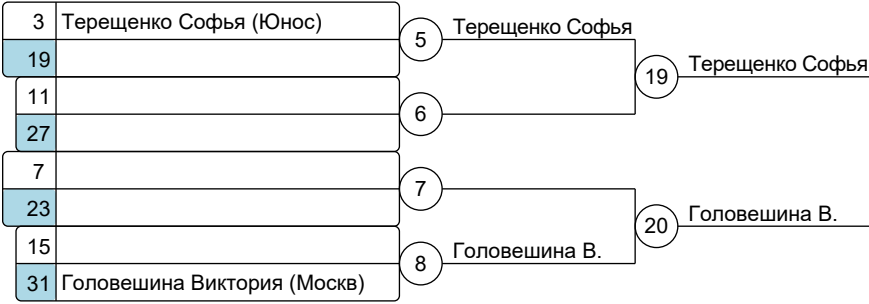 3 Терещенко Софья (Юнос)
5 Терещенко Софья
19
19 Терещенко Софья
11
6
27
7
7
23
20 Головешина В.
15
8 Головешина В.
31 Головешина Виктория (Москв)